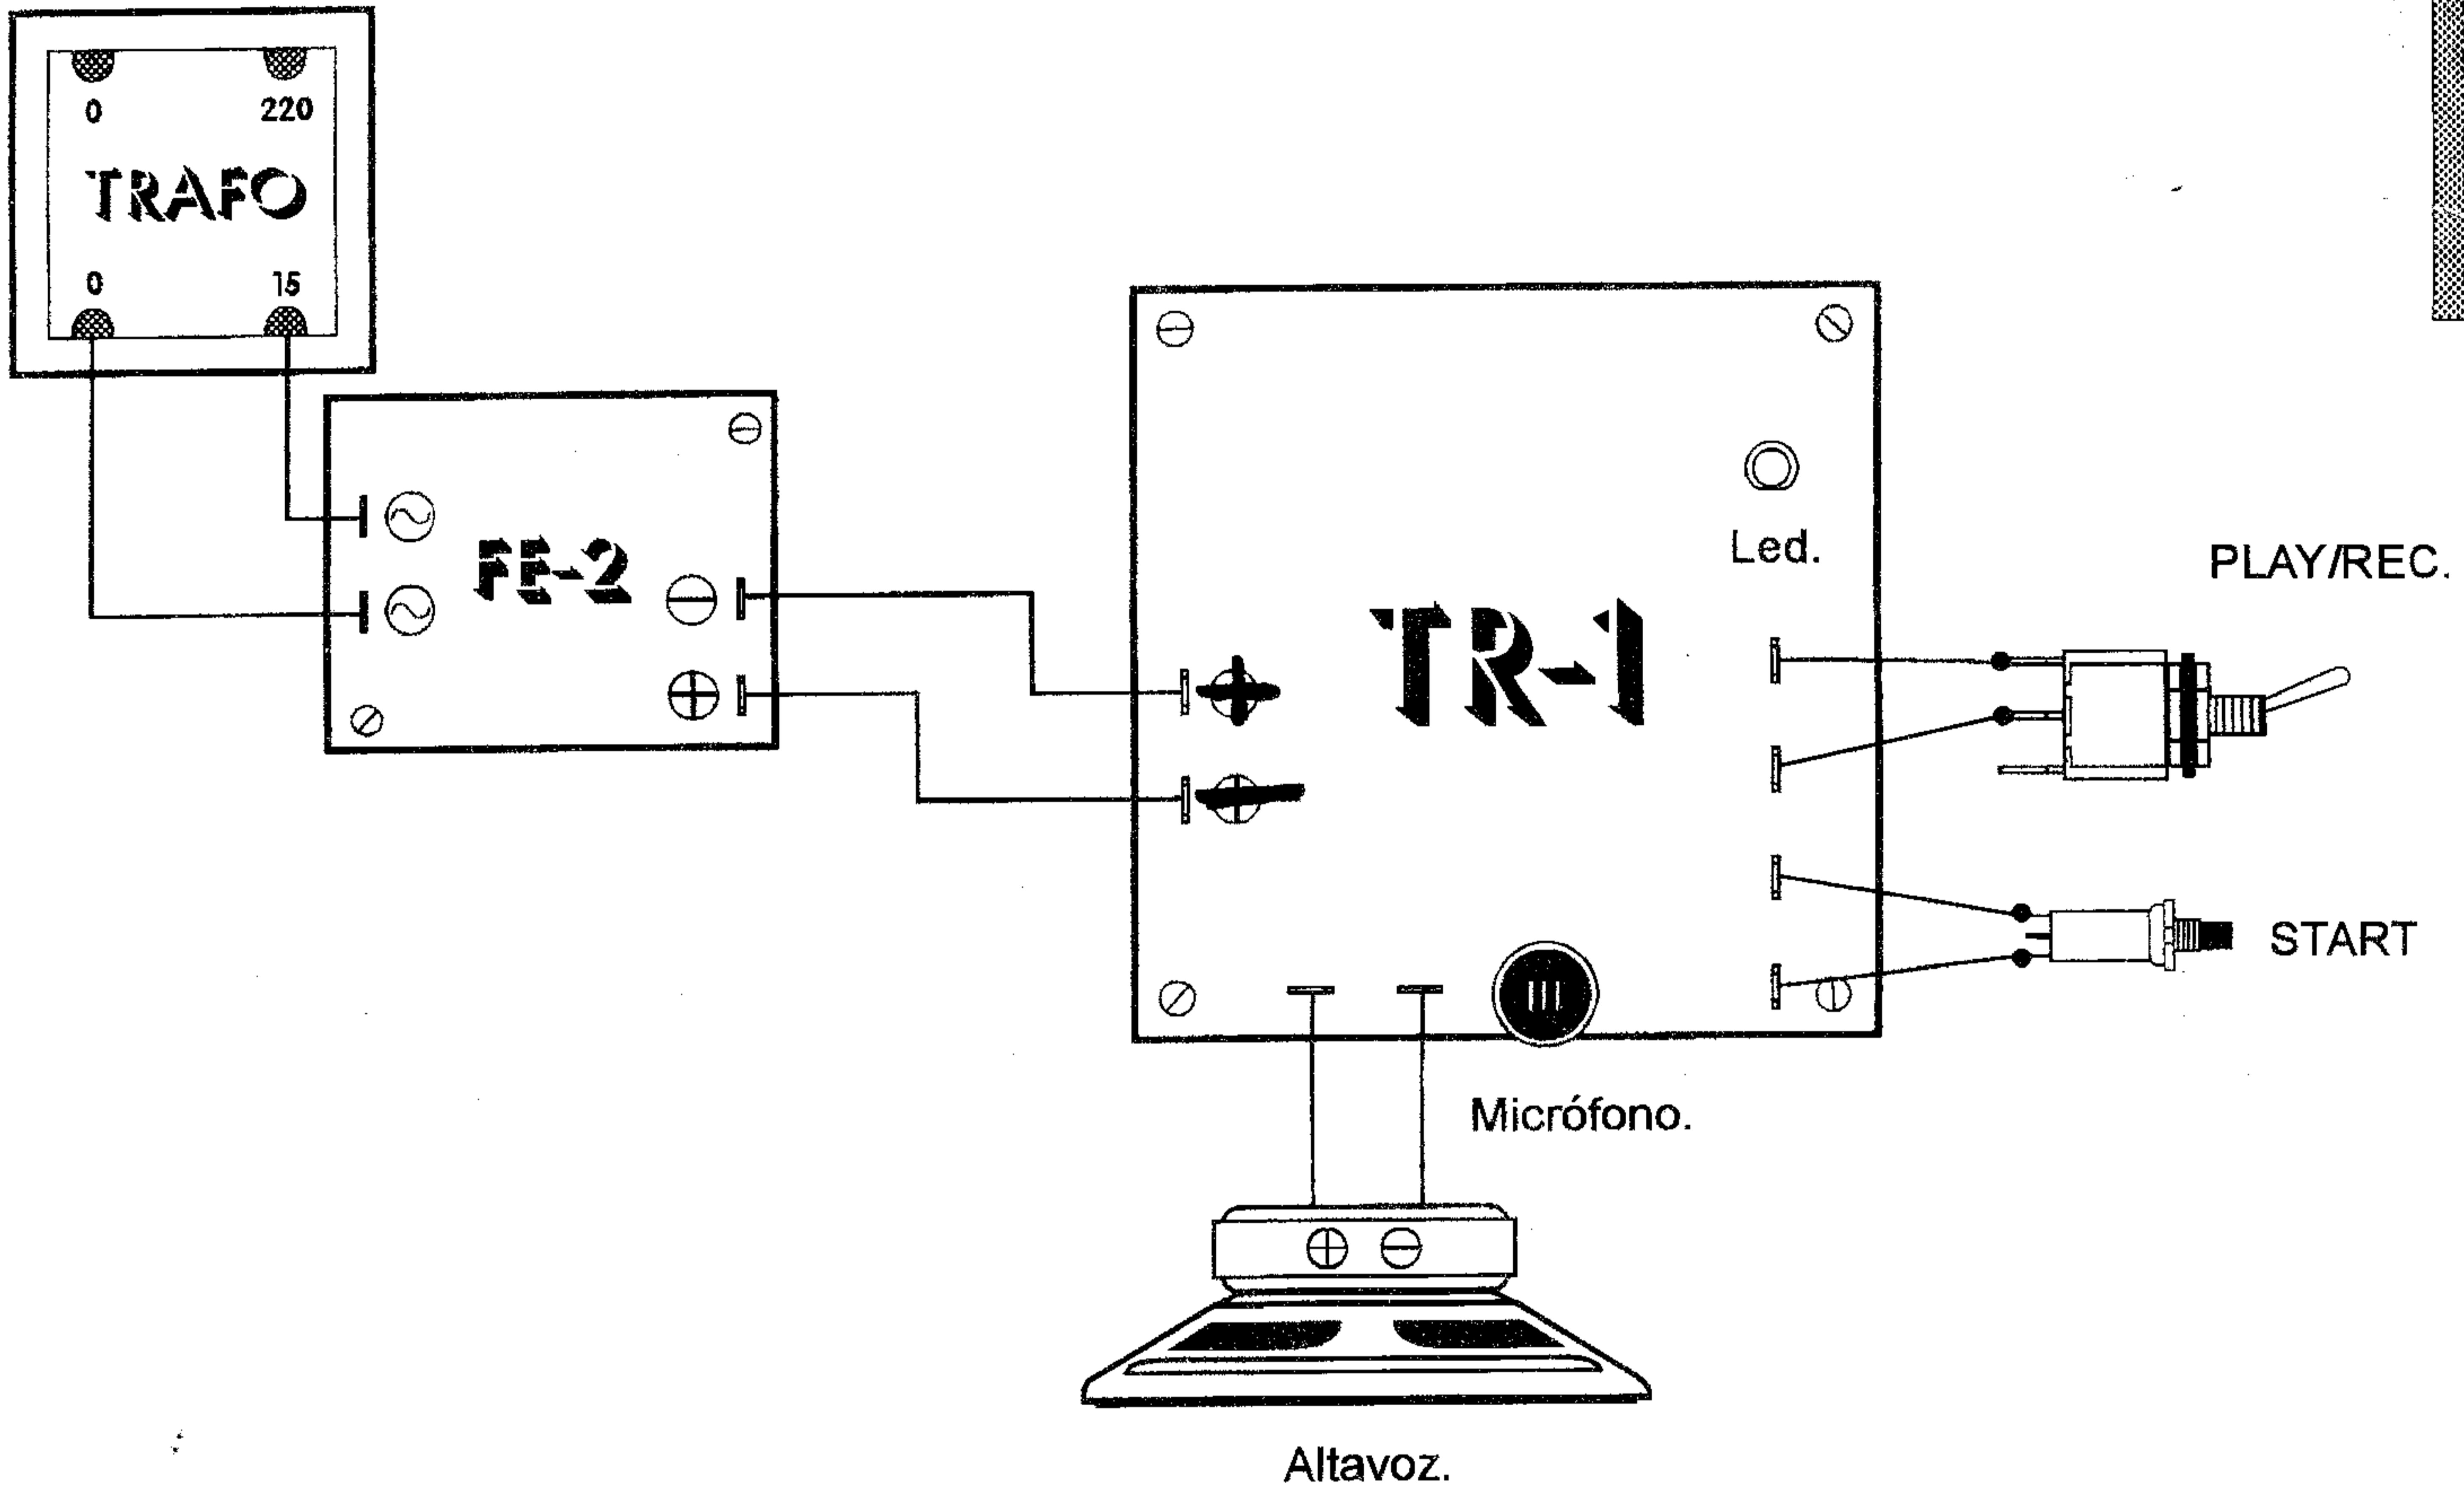 0 220
TRAFO
0 15
FE-2
Led.
PLAY/REC.
TR-1
START
Micrófono.
Altavoz.